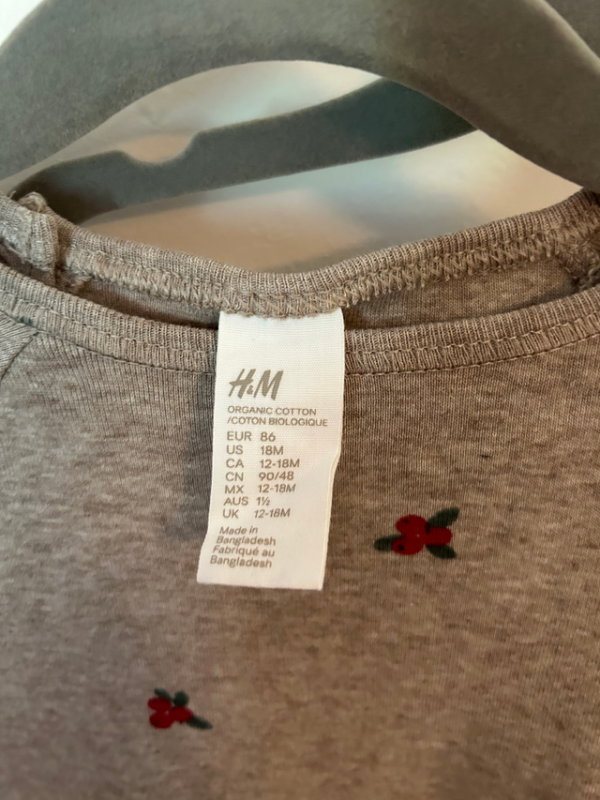 H&M
ORGANIC COTTON
/COTON BIOLOGIQUE
EUR 86
US 18M
CA 12-18M
CN 90/48
MX 12-18M
AUS 1½
UK 12-18M
Made in
Bangladesh
Fabriqué au
Bangladesh